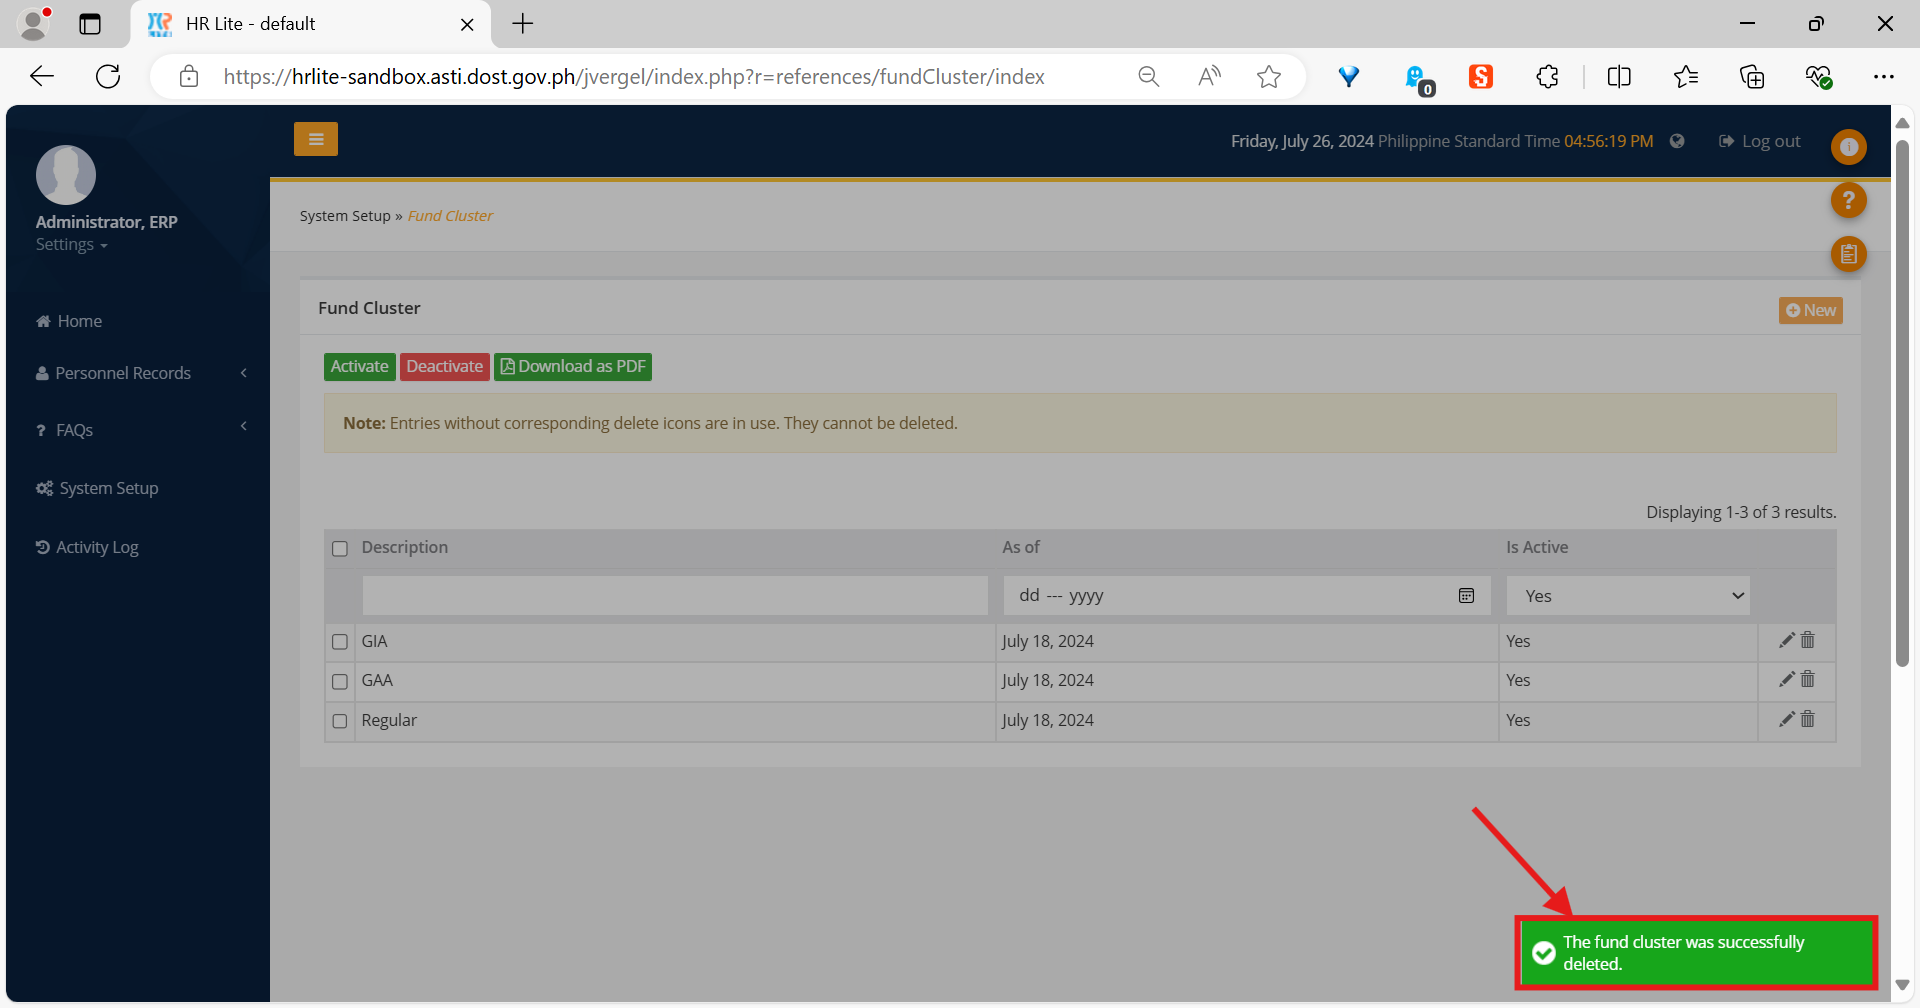 HR Lite - default
https://hrlite-sandbox.asti.dost.gov.ph/jvergel/index.php?r=references/fundCluster/index
0
Friday, July 26, 2024 Philippine Standard Time 04:56:19 PM
Log out
Administrator, ERP
Settings
System Setup » Fund Cluster
Home
Personnel Records
? FAQs
System Setup
Activity Log
?
Fund Cluster
New
Activate Deactivate Download as PDF
Note: Entries without corresponding delete icons are in use. They cannot be deleted.
Displaying 1-3 of 3 results.
Description As of Is Active
dd --- yyyy Yes
GIA July 18, 2024 Yes
GAA July 18, 2024 Yes
Regular July 18, 2024 Yes
The fund cluster was successfully
deleted.